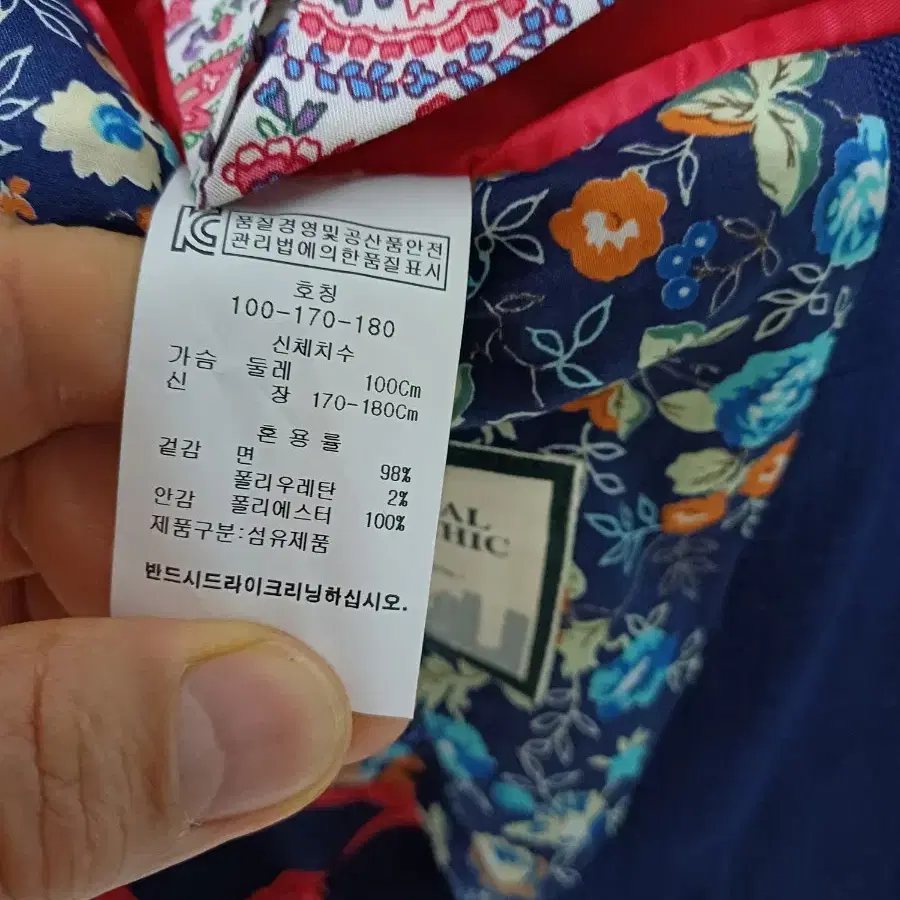 품질경영및공산품안전
관리법에의한품질표시
호칭
100-170-180
신체치수
가슴 둘레 100Cm
신 장 170-180Cm
혼용률
겉감 면 98%
폴리우레탄 2%
안감 폴리에스터 100%
제품구분:섬유제품
반드시드라이크리닝하십시오.